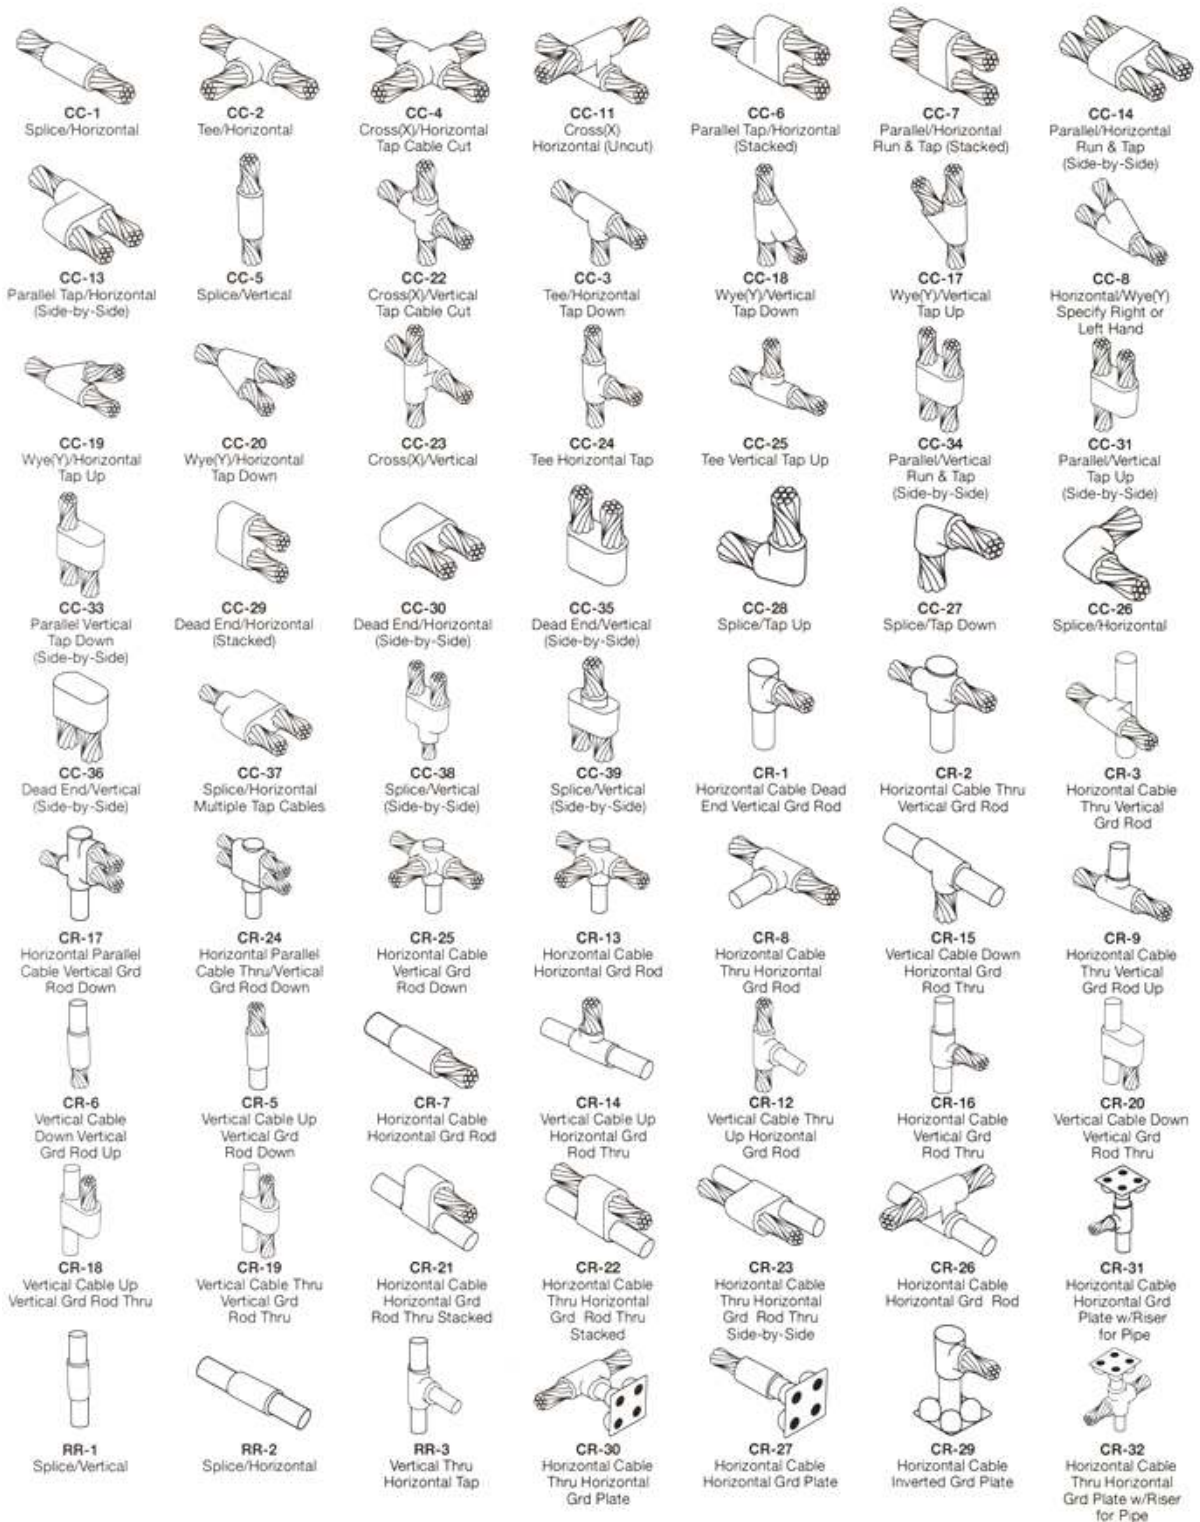 CC-1
Splice/Horizontal
CC-2
Tee/Horizontal
CC-4
Cross(X)/Horizontal
Tap Cable Cut
CC-11
Cross(X)
Horizontal (Uncut)
CC-6
Parallel Tap/Horizontal
(Stacked)
CC-7
Parallel/Horizontal
Run & Tap (Stacked)
CC-14
Parallel/Horizontal
Run & Tap
(Side-by-Side)
CC-13
Parallel Tap/Horizontal
(Side-by-Side)
CC-5
Splice/Vertical
CC-22
Cross(X)/Vertical
Tap Cable Cut
CC-3
Tee/Horizontal
Tap Down
CC-18
Wye(Y)/Vertical
Tap Down
CC-17
Wye(Y)/Vertical
Tap Up
CC-8
Horizontal/Wye(Y)
Specify Right or
Left Hand
CC-19
Wye(Y)/Horizontal
Tap Up
CC-20
Wye(Y)/Horizontal
Tap Down
CC-23
Cross(X)/Vertical
CC-24
Tee Horizontal Tap
CC-25
Tee Vertical Tap Up
CC-34
Parallel/Vertical
Run & Tap
(Side-by-Side)
CC-31
Parallel/Vertical
Tap Up
(Side-by-Side)
CC-33
Parallel Vertical
Tap Down
(Side-by-Side)
CC-29
Dead End/Horizontal
(Stacked)
CC-30
Dead End/Horizontal
(Side-by-Side)
CC-35
Dead End/Vertical
(Side-by-Side)
CC-28
Splice/Tap Up
CC-27
Splice/Tap Down
CC-26
Splice/Horizontal
CC-36
Dead End/Vertical
(Side-by-Side)
CC-37
Splice/Horizontal
Multiple Tap Cables
CC-38
Splice/Vertical
(Side-by-Side)
CC-39
Splice/Vertical
(Side-by-Side)
CR-1
Horizontal Cable Dead
End Vertical Grd Rod
CR-2
Horizontal Cable Thru
Vertical Grd Rod
CR-3
Horizontal Cable
Thru Vertical
Grd Rod
CR-17
Horizontal Parallel
Cable Vertical Grd
Rod Down
CR-24
Horizontal Parallel
Cable Thru/Vertical
Grd Rod Down
CR-25
Horizontal Cable
Vertical Grd
Rod Down
CR-13
Horizontal Cable
Horizontal Grd Rod
CR-8
Horizontal Cable
Thru Horizontal
Grd Rod
CR-15
Vertical Cable Down
Horizontal Grd
Rod Thru
CR-9
Horizontal Cable
Thru Vertical
Grd Rod Up
CR-6
Vertical Cable
Down Vertical
Grd Rod Up
CR-5
Vertical Cable Up
Vertical Grd
Rod Down
CR-7
Horizontal Cable
Horizontal Grd Rod
CR-14
Vertical Cable Up
Horizontal Grd
Rod Thru
CR-12
Vertical Cable Thru
Up Horizontal
Grd Rod
CR-16
Horizontal Cable
Vertical Grd
Rod Thru
CR-20
Vertical Cable Down
Vertical Grd
Rod Thru
CR-18
Vertical Cable Up
Vertical Grd Rod Thru
CR-19
Vertical Cable Thru
Vertical Grd
Rod Thru
CR-21
Horizontal Cable
Horizontal Grd
Rod Thru Stacked
CR-22
Horizontal Cable
Thru Horizontal
Grd Rod Thru
Stacked
CR-23
Horizontal Cable
Thru Horizontal
Grd Rod Thru
Side-by-Side
CR-26
Horizontal Cable
Horizontal Grd Rod
CR-31
Horizontal Cable
Horizontal Grd
Plate w/Riser
for Pipe
RR-1
Splice/Vertical
RR-2
Splice/Horizontal
RR-3
Vertical Thru
Horizontal Tap
CR-30
Horizontal Cable
Thru Horizontal
Grd Plate
CR-27
Horizontal Cable
Horizontal Grd Plate
CR-29
Horizontal Cable
Inverted Grd Plate
CR-32
Horizontal Cable
Thru Horizontal
Grd Plate w/Riser
for Pipe